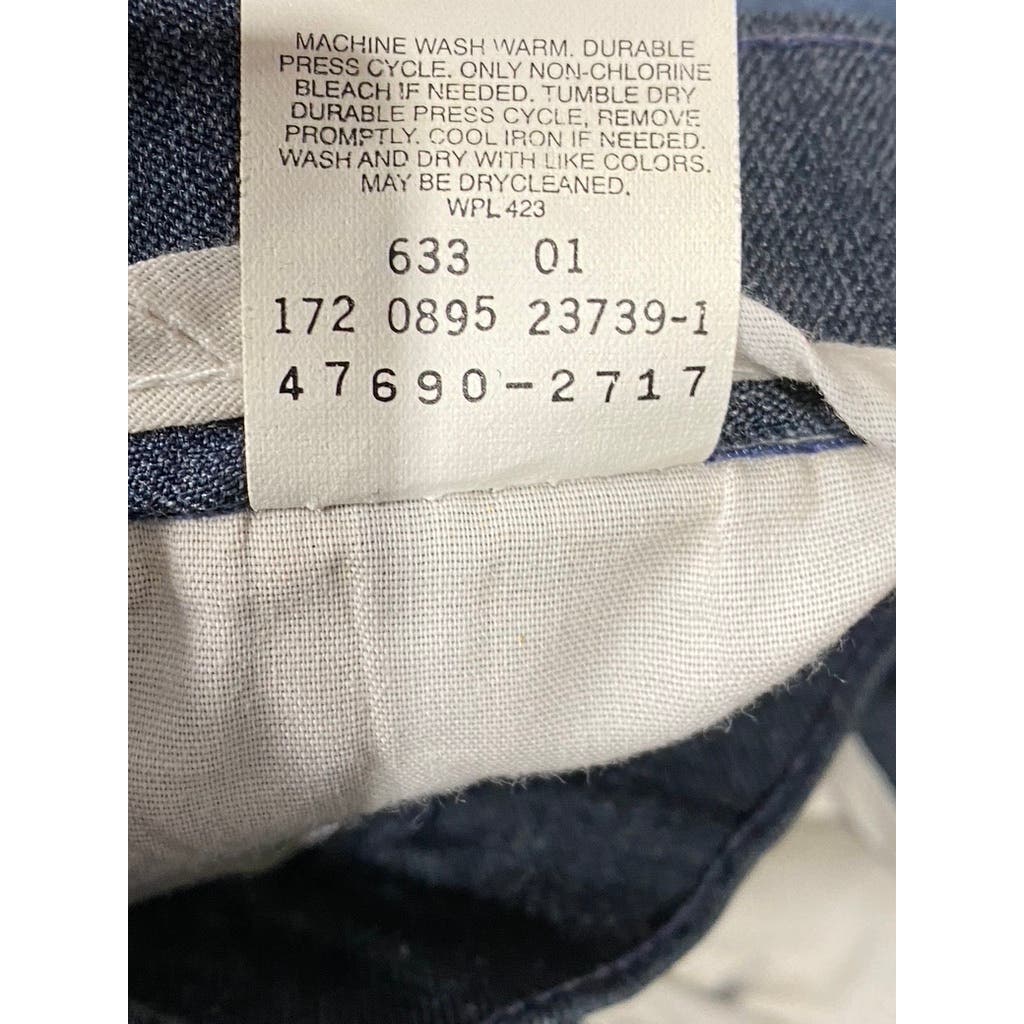 MACHINE WASH WARM. DURABLE
PRESS CYCLE. ONLY NON-CHLORINE
BLEACH IF NEEDED. TUMBLE DRY
DURABLE PRESS CYCLE, REMOVE
PROMPTLY. COOL IRON IF NEEDED.
WASH AND DRY WITH LIKE COLORS.
MAY BE DRYCLEANED.
WPL 423
633 01
172 0895 23739-1
47690-2717